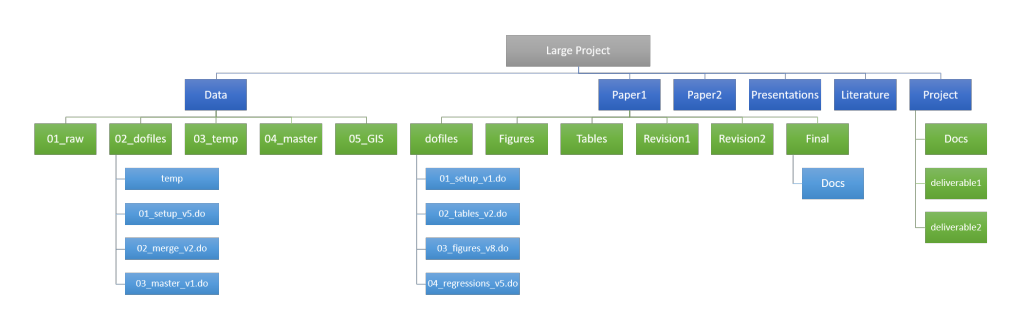 Large Project
Data
Paper1
Paper2
Presentations
Literature
Project
01_raw
02_dofiles
03_temp
04_master
05_GIS
dofiles
Figures
Tables
Revision1
Revision2
Final
Docs
temp
01_setup_v1.do
Docs
deliverable1
01_setup_v5.do
02_tables_v2.do
deliverable2
02_merge_v2.do
03_figures_v8.do
03_master_v1.do
04_regressions_v5.do